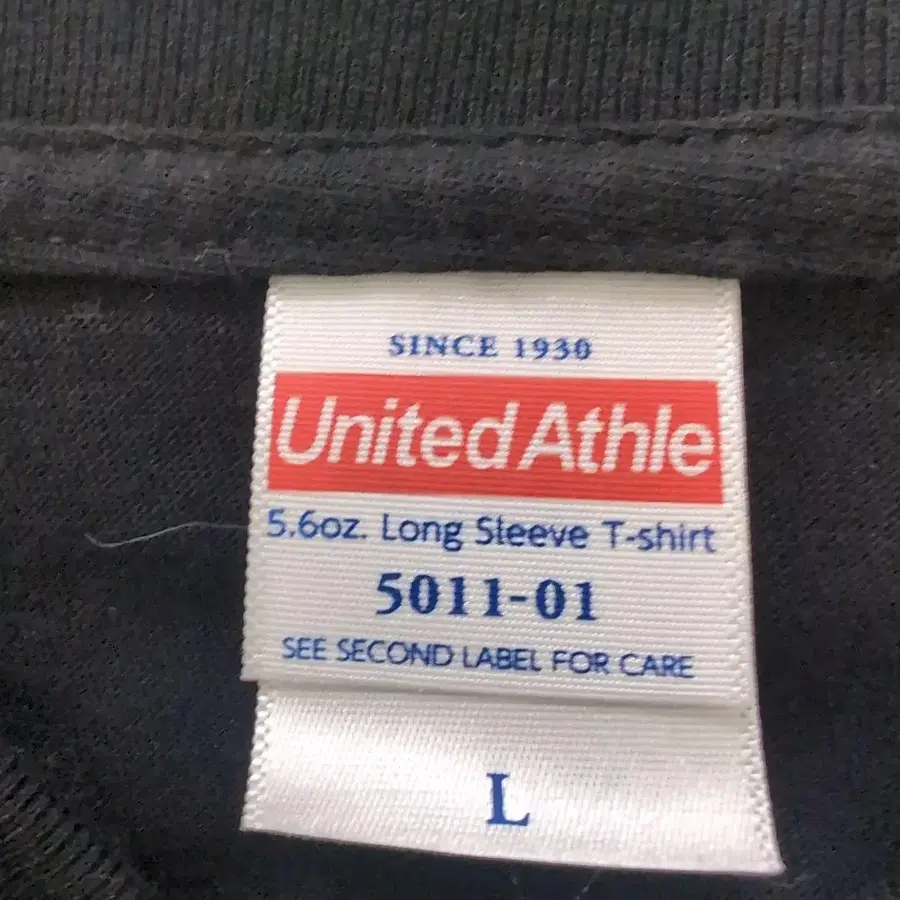 SINCE 1930
United Athle
5.6oz. Long Sleeve T-shirt
5011-01
SEE SECOND LABEL FOR CARE
L